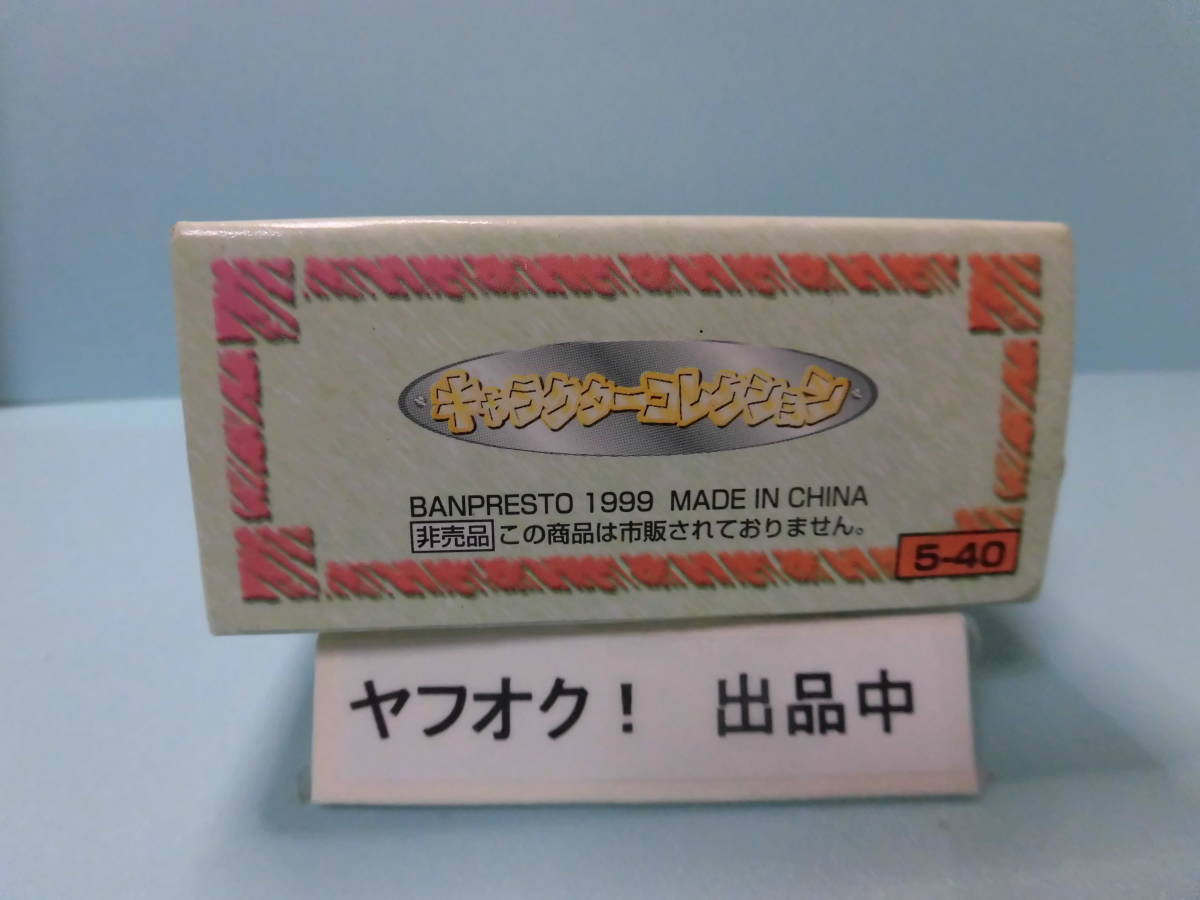 キャラクターコレクション
BANPRESTO 1999 MADE IN CHINA
非売品 この商品は市販されておりません。
5-40
ヤフオク! 出品中